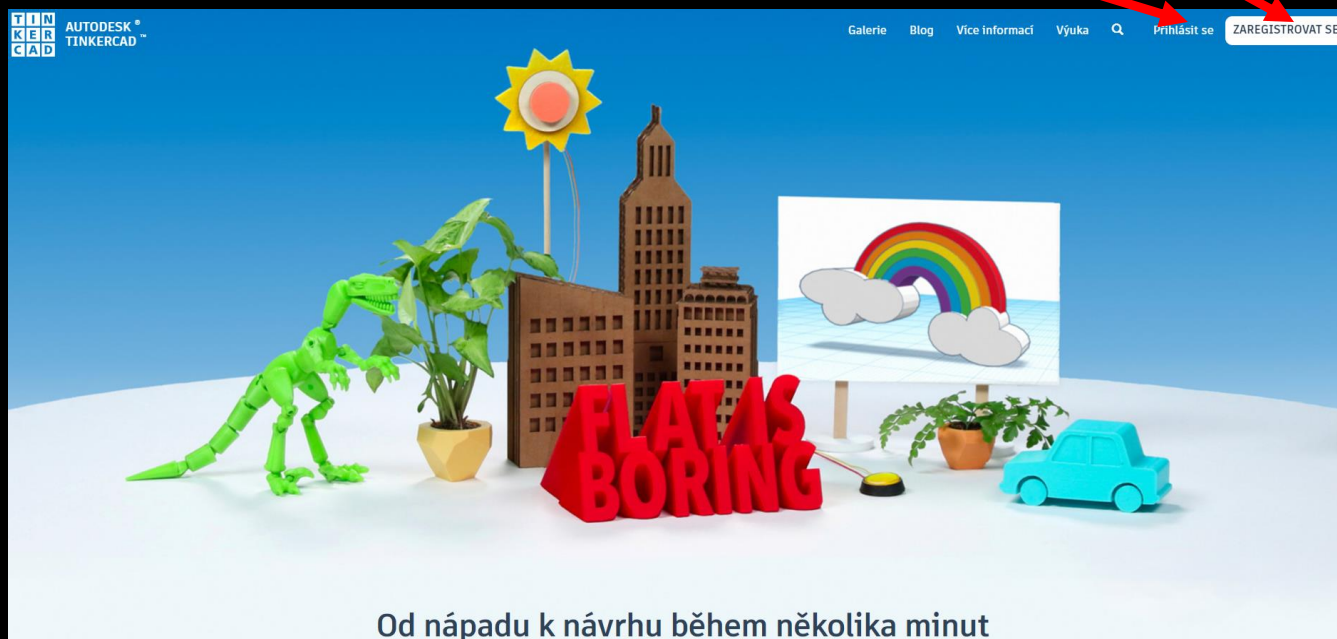 TIN
KER
CAD
AUTODESK®
TINKERCAD™
Galerie Blog Více informací Výuka Přihlásit se ZAREGISTROVAT SE
FLAT IS
BORING
Od nápadu k návrhu během několika minut